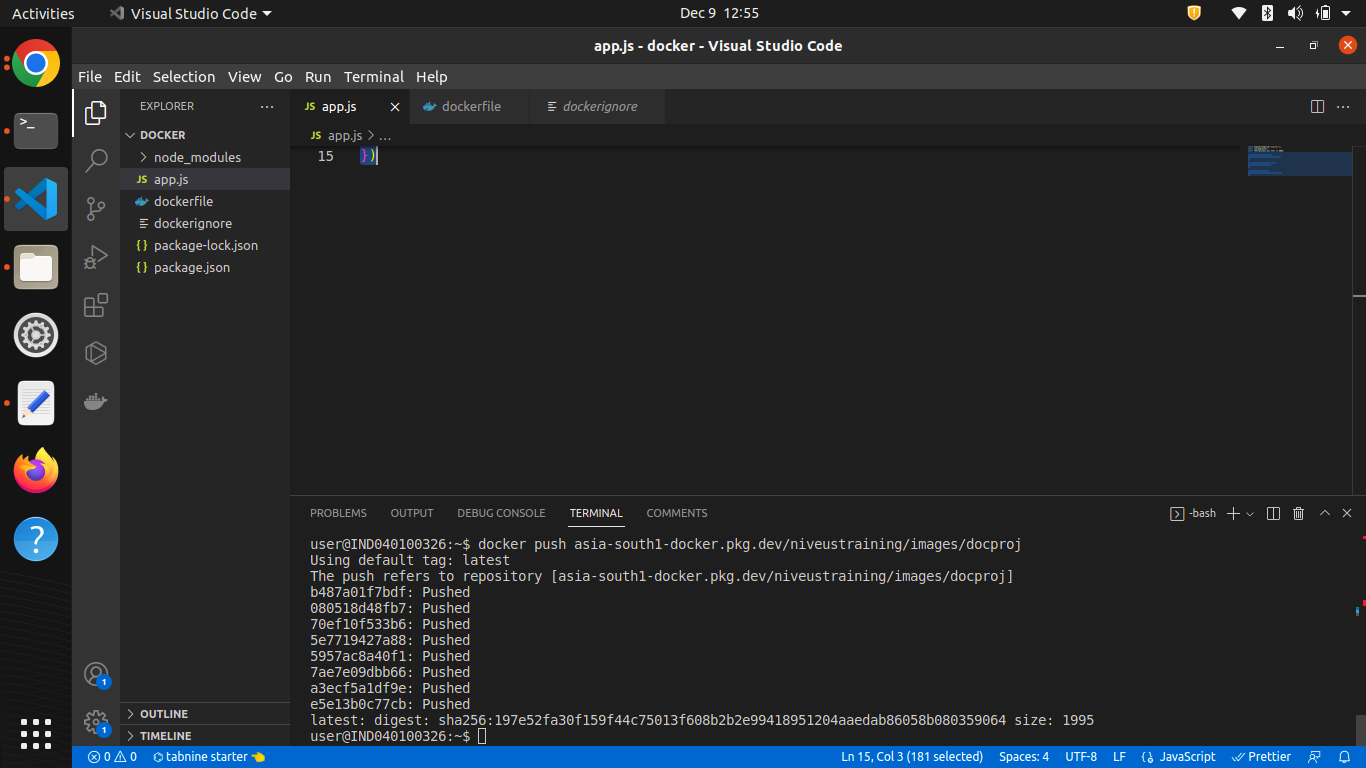 Activities
Visual Studio Code
Dec 9 12:55
app.js - docker - Visual Studio Code
File Edit Selection View Go Run Terminal Help
EXPLORER
JS app.js
dockerfile
dockerignore
DOCKER
JS app.js > ...
node_modules
JS app.js
dockerfile
dockerignore
{ } package-lock.json
{ } package.json
15 })
PROBLEMS OUTPUT DEBUG CONSOLE TERMINAL COMMENTS
-bash
user@IND040100326:~$ docker push asia-south1-docker.pkg.dev/niveustraining/images/docproj
Using default tag: latest
The push refers to repository [asia-south1-docker.pkg.dev/niveustraining/images/docproj]
b487a01f7bdf: Pushed
080518d48fb7: Pushed
70ef10f533b6: Pushed
5e7719427a88: Pushed
5957ac8a40f1: Pushed
7ae7e09dbb66: Pushed
a3ecf5a1df9e: Pushed
e5e13b0c77cb: Pushed
latest: digest: sha256:197e52fa30f159f44c75013f608b2b2e99418951204aaedab86058b080359064 size: 1995
user@IND040100326:~$
1
1
OUTLINE
TIMELINE
0 0 tabnine starter
Ln 15, Col 3 (181 selected) Spaces: 4 UTF-8 LF { } JavaScript Prettier